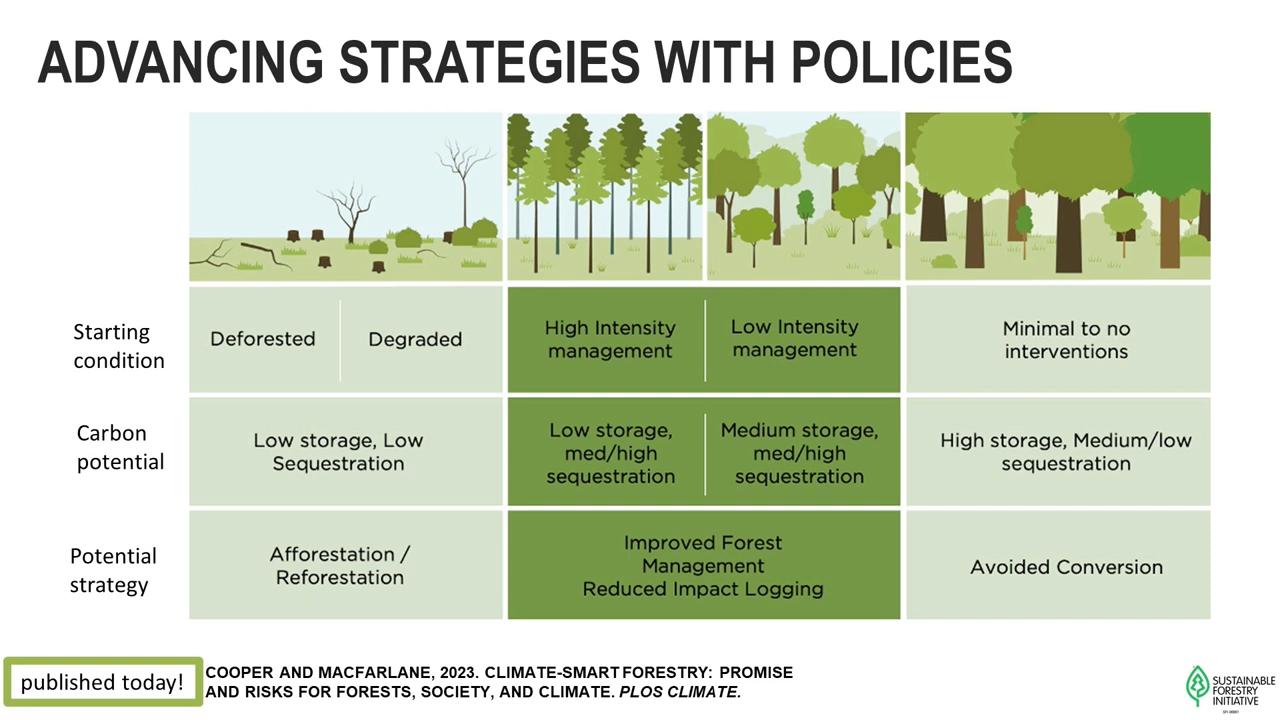 ADVANCING STRATEGIES WITH POLICIES
Starting
condition
Deforested
Degraded
High Intensity
management
Low Intensity
management
Minimal to no
interventions
Carbon
potential
Low storage, Low
Sequestration
Low storage,
med/high
sequestration
Medium storage,
med/high
sequestration
High storage, Medium/low
sequestration
Potential
strategy
Afforestation /
Reforestation
Improved Forest
Management
Reduced Impact Logging
Avoided Conversion
published today!
COOPER AND MACFARLANE, 2023. CLIMATE-SMART FORESTRY: PROMISE
AND RISKS FOR FORESTS, SOCIETY, AND CLIMATE. PLOS CLIMATE.
SUSTAINABLE
FORESTRY
INITIATIVE